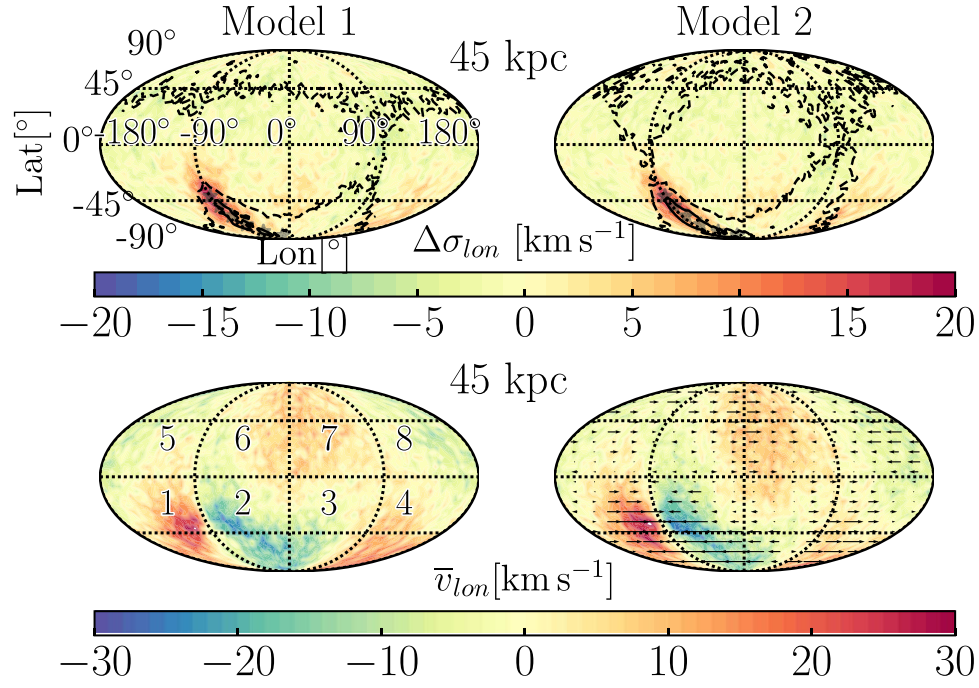 Model 1 Model 2
90° 45 kpc
45°
0° -180° -90° 0° 90° 180°
Lat[°]
-45°
-90°
Lon[°] Δσ_lon [km s⁻¹]
−20 −15 −10 −5 0 5 10 15 20
45 kpc
5 6 7 8
1 2 3 4
v̅_lon[km s⁻¹]
−30 −20 −10 0 10 20 30